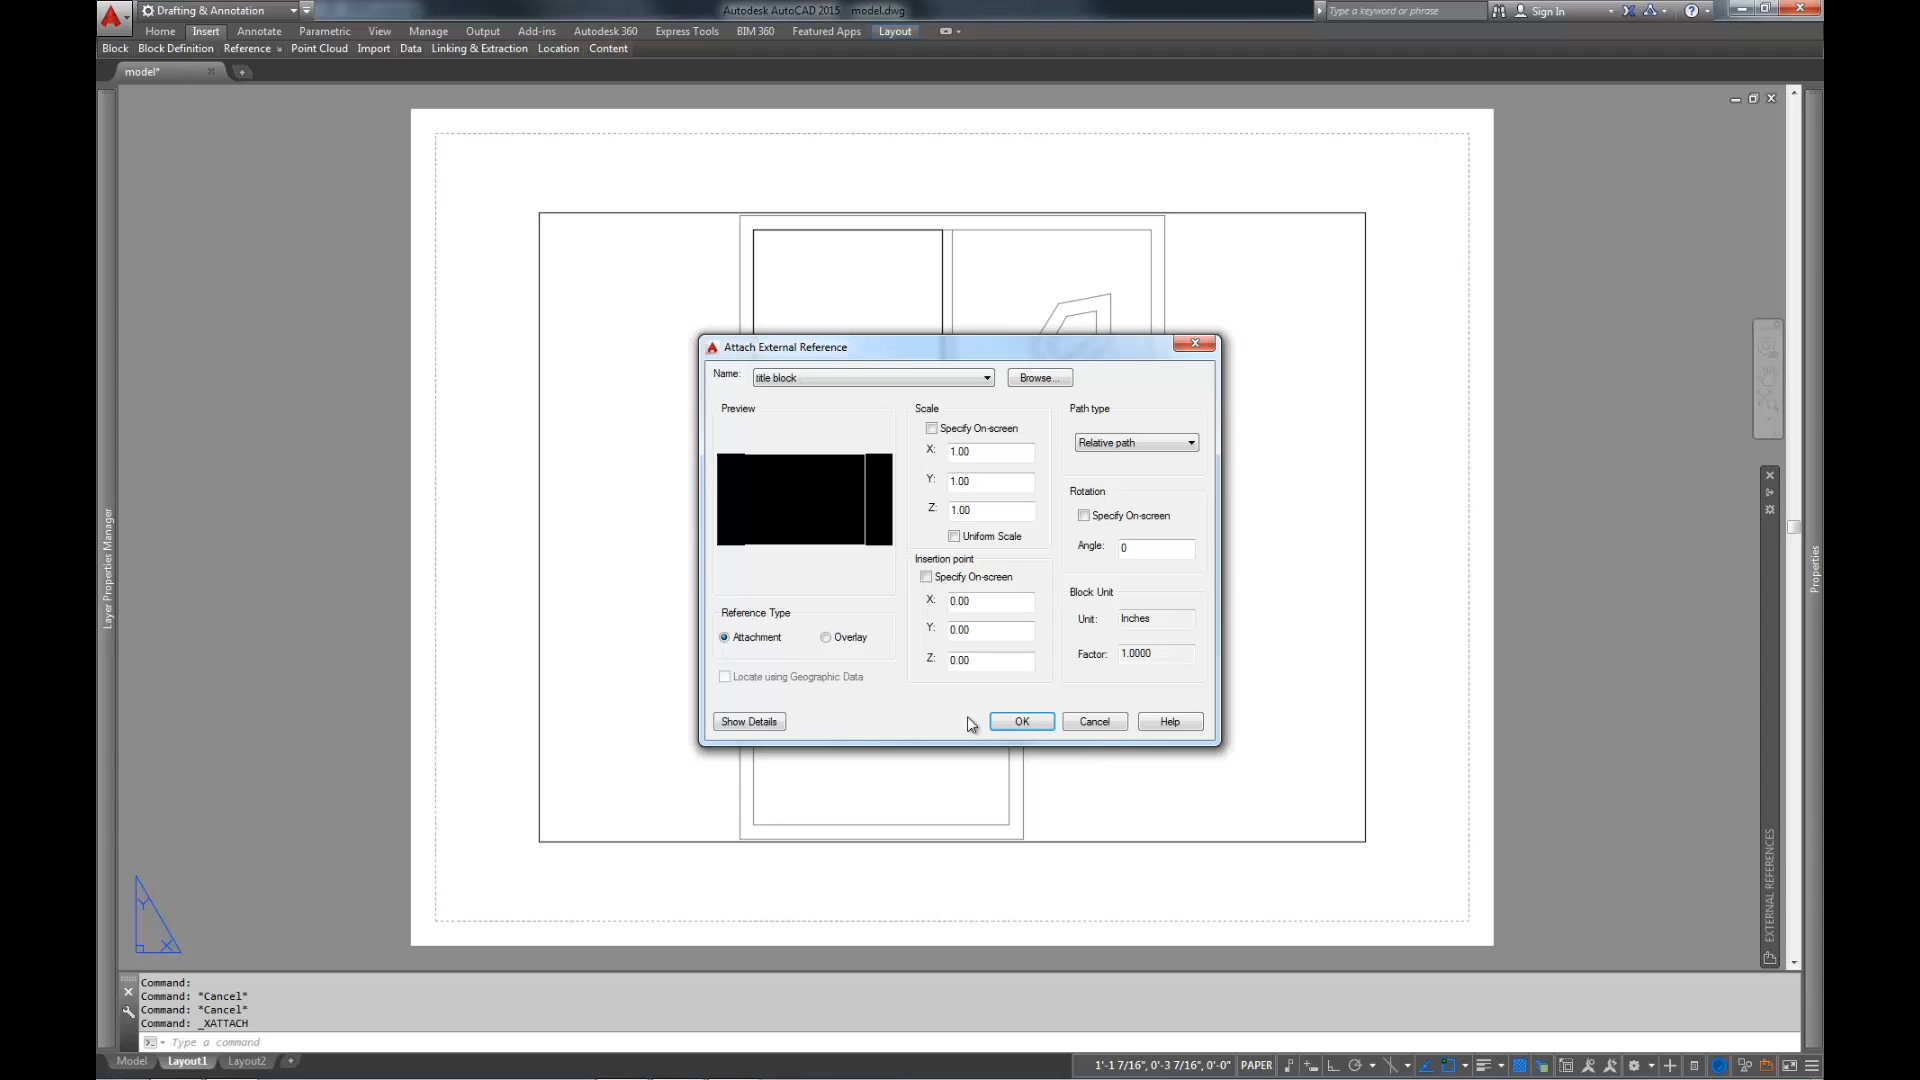 Drafting & Annotation
Autodesk AutoCAD 2015 model.dwg
Type a keyword or phrase
Sign In
Home Insert Annotate Parametric View Manage Output Add-ins Autodesk 360 Express Tools BIM 360 Featured Apps Layout
Block Block Definition Reference Point Cloud Import Data Linking & Extraction Location Content
model*
Attach External Reference
Name: title block Browse...
Preview
Scale
Specify On-screen
X: 1.00
Y: 1.00
Z: 1.00
Uniform Scale
Insertion point
Specify On-screen
X: 0.00
Y: 0.00
Z: 0.00
Path type
Relative path
Rotation
Specify On-screen
Angle: 0
Block Unit
Unit: Inches
Factor: 1.0000
Reference Type
Attachment Overlay
Locate using Geographic Data
Show Details OK Cancel Help
Layer Properties Manager
Properties
EXTERNAL REFERENCES
Y
X
Command:
Command: *Cancel*
Command: *Cancel*
Command: _XATTACH
Type a command
Model Layout1 Layout2
1'-1 7/16", 0'-3 7/16", 0'-0" PAPER